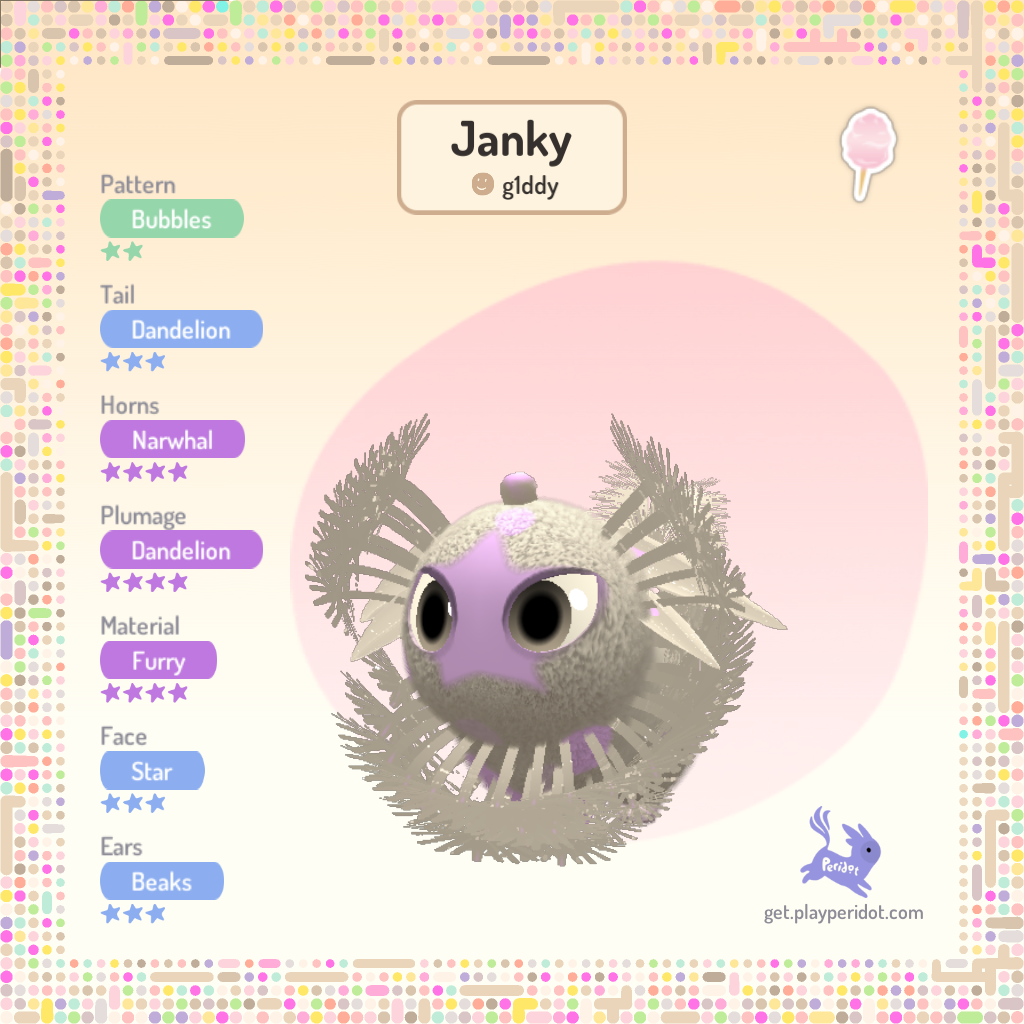 Janky
g1ddy
Pattern
Bubbles
Tail
Dandelion
Horns
Narwhal
Plumage
Dandelion
Material
Furry
Face
Star
Ears
Beaks
Peridot
get.playperidot.com